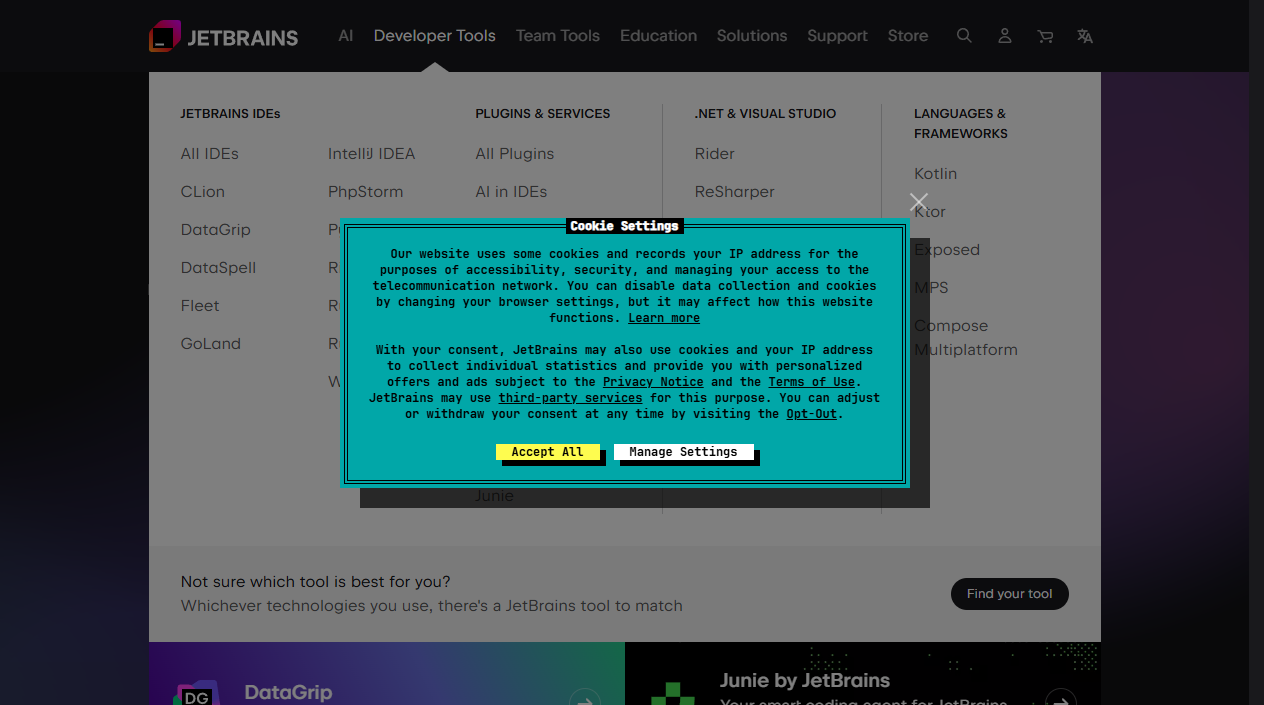 JETBRAINS
AI Developer Tools Team Tools Education Solutions Support Store
JETBRAINS IDEs
All IDEs
CLion
DataGrip
DataSpell
Fleet
GoLand
IntelliJ IDEA
PhpStorm
PLUGINS & SERVICES
All Plugins
AI in IDEs
Junie
.NET & VISUAL STUDIO
Rider
ReSharper
LANGUAGES &
FRAMEWORKS
Kotlin
Ktor
Exposed
MPS
Compose
Multiplatform
Cookie Settings
Our website uses some cookies and records your IP address for the
purposes of accessibility, security, and managing your access to the
telecommunication network. You can disable data collection and cookies
by changing your browser settings, but it may affect how this website
functions. Learn more
With your consent, JetBrains may also use cookies and your IP address
to collect individual statistics and provide you with personalized
offers and ads subject to the Privacy Notice and the Terms of Use.
JetBrains may use third-party services for this purpose. You can adjust
or withdraw your consent at any time by visiting the Opt-Out.
Accept All Manage Settings
Not sure which tool is best for you?
Whichever technologies you use, there's a JetBrains tool to match
Find your tool
DG
DataGrip
Junie by JetBrains
Your smart coding agent for JetBrains